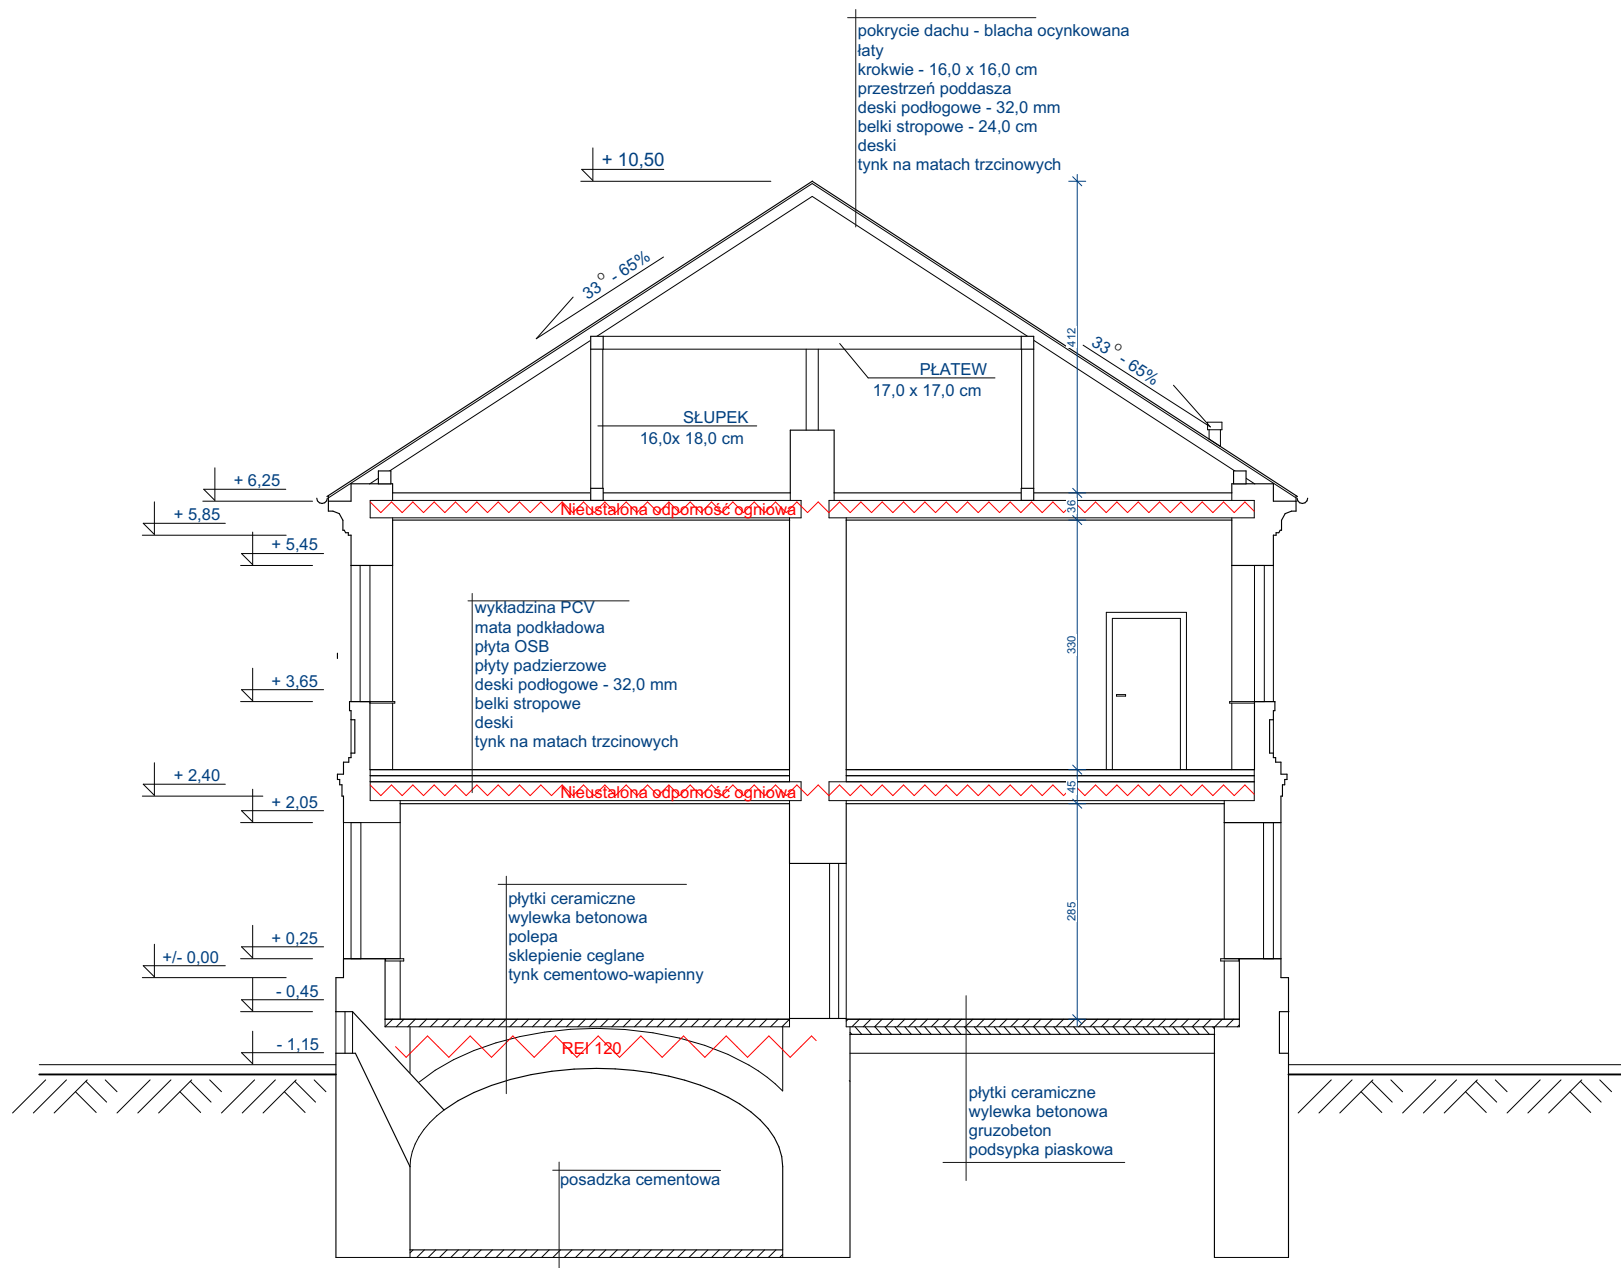 pokrycie dachu - blacha ocynkowana
łaty
krokwie - 16,0 x 16,0 cm
przestrzeń poddasza
deski podłogowe - 32,0 mm
belki stropowe - 24,0 cm
deski
tynk na matach trzcinowych
+ 10,50
33° - 65%
412
33° - 65%
PŁATEW
17,0 x 17,0 cm
SŁUPEK
16,0x 18,0 cm
+ 6,25
+ 5,85
+ 5,45
Nieustalona odporność ogniowa
36
wykładzina PCV
mata podkładowa
płyta OSB
płyty padzierzowe
deski podłogowe - 32,0 mm
belki stropowe
deski
tynk na matach trzcinowych
330
+ 3,65
+ 2,40
+ 2,05
Nieustalona odporność ogniowa
45
płytki ceramiczne
wylewka betonowa
polepa
sklepienie ceglane
tynk cementowo-wapienny
285
+ 0,25
+/- 0,00
- 0,45
- 1,15
REI 120
płytki ceramiczne
wylewka betonowa
gruzobeton
podsypka piaskowa
posadzka cementowa